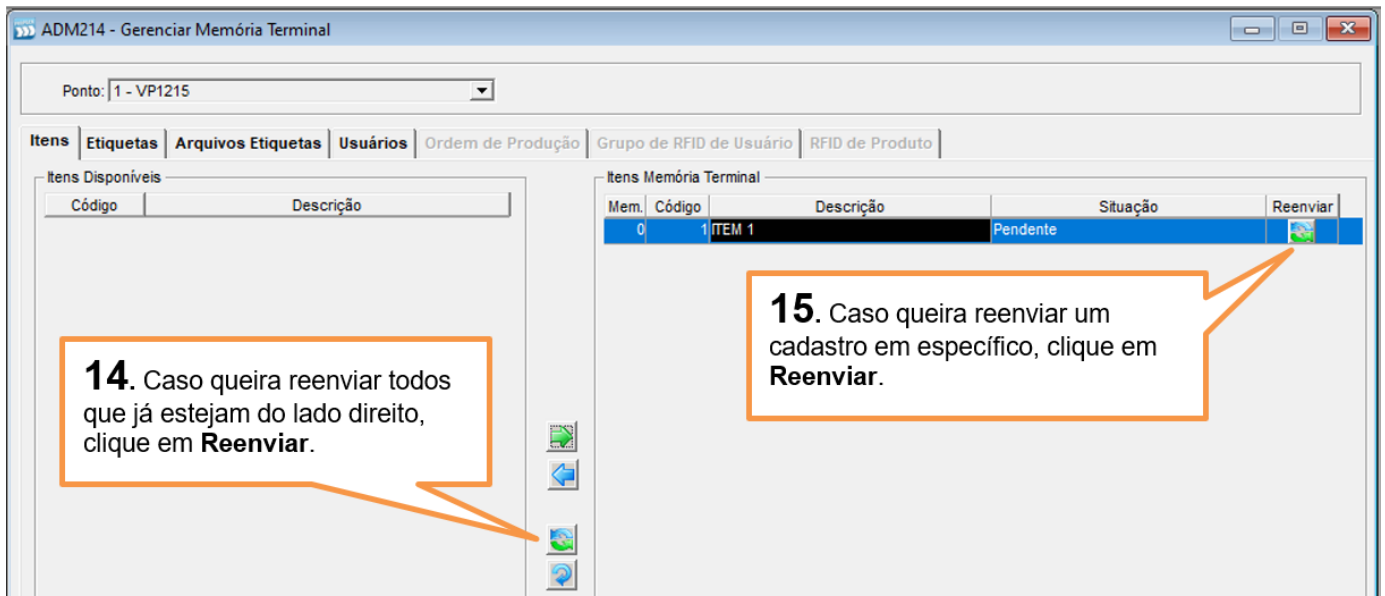 ADM214 - Gerenciar Memória Terminal
Ponto: 1 - VP1215
Itens Etiquetas Arquivos Etiquetas Usuários Ordem de Produção Grupo de RFID de Usuário RFID de Produto
Itens Disponíveis
Código Descrição
Itens Memória Terminal
Mem. Código Descrição Situação Reenviar
0 1 ITEM 1 Pendente
15. Caso queira reenviar um
cadastro em específico, clique em
Reenviar.
14. Caso queira reenviar todos
que já estejam do lado direito,
clique em Reenviar.